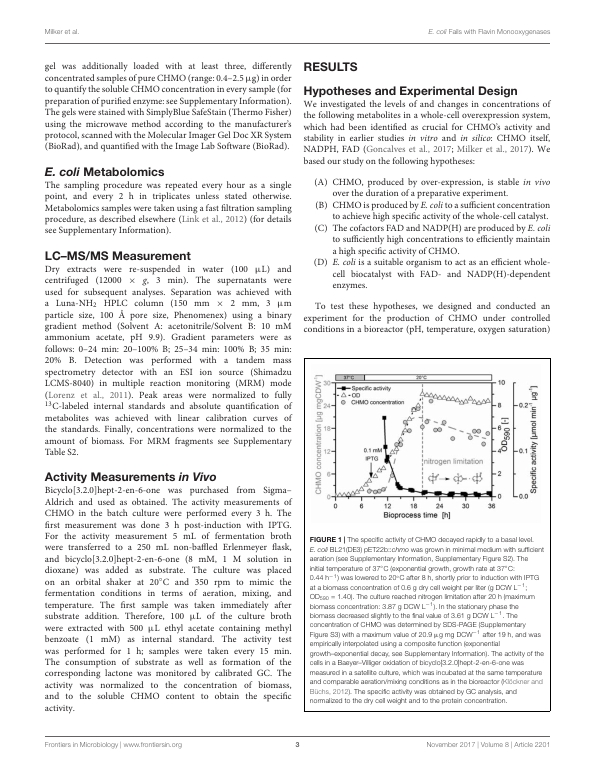 Milker et al.
E. coli Fails with Flavin Monooxygenases
gel was additionally loaded with at least three, differently
concentrated samples of pure CHMO (range: 0.4–2.5 µg) in order
to quantify the soluble CHMO concentration in every sample (for
preparation of purified enzyme: see Supplementary Information).
The gels were stained with SimplyBlue SafeStain (Thermo Fisher)
using the microwave method according to the manufacturer's
protocol, scanned with the Molecular Imager Gel Doc XR System
(BioRad), and quantified with the Image Lab Software (BioRad).
E. coli Metabolomics
The sampling procedure was repeated every hour as a single
point, and every 2 h in triplicates unless stated otherwise.
Metabolomics samples were taken using a fast filtration sampling
procedure, as described elsewhere (Link et al., 2012) (for details
see Supplementary Information).
LC–MS/MS Measurement
Dry extracts were re-suspended in water (100 µL) and
centrifuged (12000 × g, 3 min). The supernatants were
used for subsequent analyses. Separation was achieved with
a Luna-NH2 HPLC column (150 mm × 2 mm, 3 µm
particle size, 100 Å pore size, Phenomenex) using a binary
gradient method (Solvent A: acetonitrile/Solvent B: 10 mM
ammonium acetate, pH 9.9). Gradient parameters were as
follows: 0–24 min: 20–100% B; 25–34 min: 100% B; 35 min:
20% B. Detection was performed with a tandem mass
spectrometry detector with an ESI ion source (Shimadzu
LCMS-8040) in multiple reaction monitoring (MRM) mode
(Lorenz et al., 2011). Peak areas were normalized to fully
13C-labeled internal standards and absolute quantification of
metabolites was achieved with linear calibration curves of
the standards. Finally, concentrations were normalized to the
amount of biomass. For MRM fragments see Supplementary
Table S2.
Activity Measurements in Vivo
Bicyclo[3.2.0]hept-2-en-6-one was purchased from Sigma–
Aldrich and used as obtained. The activity measurements of
CHMO in the batch culture were performed every 3 h. The
first measurement was done 3 h post-induction with IPTG.
For the activity measurement 5 mL of fermentation broth
were transferred to a 250 mL non-baffled Erlenmeyer flask,
and bicyclo[3.2.0]hept-2-en-6-one (8 mM, 1 M solution in
dioxane) was added as substrate. The culture was placed
on an orbital shaker at 20°C and 350 rpm to mimic the
fermentation conditions in terms of aeration, mixing, and
temperature. The first sample was taken immediately after
substrate addition. Therefore, 100 µL of the culture broth
were extracted with 500 µL ethyl acetate containing methyl
benzoate (1 mM) as internal standard. The activity test
was performed for 1 h; samples were taken every 15 min.
The consumption of substrate as well as formation of the
corresponding lactone was monitored by calibrated GC. The
activity was normalized to the concentration of biomass,
and to the soluble CHMO content to obtain the specific
activity.
RESULTS
Hypotheses and Experimental Design
We investigated the levels of and changes in concentrations of
the following metabolites in a whole-cell overexpression system,
which had been identified as crucial for CHMO's activity and
stability in earlier studies in vitro and in silico: CHMO itself,
NADPH, FAD (Goncalves et al., 2017; Milker et al., 2017). We
based our study on the following hypotheses:
(A) CHMO, produced by over-expression, is stable in vivo
over the duration of a preparative experiment.
(B) CHMO is produced by E. coli to a sufficient concentration
to achieve high specific activity of the whole-cell catalyst.
(C) The cofactors FAD and NADP(H) are produced by E. coli
to sufficiently high concentrations to efficiently maintain
a high specific activity of CHMO.
(D) E. coli is a suitable organism to act as an efficient whole-
cell biocatalyst with FAD- and NADP(H)-dependent
enzymes.
To test these hypotheses, we designed and conducted an
experiment for the production of CHMO under controlled
conditions in a bioreactor (pH, temperature, oxygen saturation)
37°C 20°C
Specific activity
OD
CHMO concentration
0.1 mM
IPTG
nitrogen limitation
CHMO concentration [µg mgCDW-1]
30
24
18
12
6
0
10
8
6
4
2
0
OD590 [-]
0.2
0.1
0.0
Specific activity [µmol min-1 µg-1]
0 6 12 18 24 30 36
Bioprocess time [h]
FIGURE 1 | The specific activity of CHMO decayed rapidly to a basal level.
E. coli BL21(DE3) pET22b::chmo was grown in minimal medium with sufficient
aeration (see Information, Supplementary Figure S2). The
initial temperature of 37°C (exponential growth, growth rate at 37°C:
0.44 h−1) was lowered to 20°C after 8 h, shortly prior to induction with IPTG
at a biomass concentration of 0.6 g dry cell weight per liter (g DCW L−1;
OD590 = 1.40). The culture reached nitrogen limitation after 20 h (maximum
biomass concentration: 3.87 g DCW L−1). In the stationary phase the
biomass decreased slightly to the final value of 3.61 g DCW L−1. The
concentration of CHMO was determined by SDS-PAGE (Supplementary
Figure S3) with a maximum value of 20.9 µg mg DCW−1 after 19 h, and was
empirically interpolated using a composite function (exponential
growth–exponential decay, see Supplementary Information). The activity of the
cells in a Baeyer–Villiger oxidation of bicyclo[3.2.0]hept-2-en-6-one was
measured in a satellite culture, which was incubated at the same temperature
and comparable aeration/mixing conditions as in the bioreactor (Klöckner and
Büchs, 2012). The specific activity was obtained by GC analysis, and
normalized to the dry cell weight and to the protein concentration.
Frontiers in Microbiology | www.frontiersin.org
3
November 2017 | Volume 8 | Article 2201